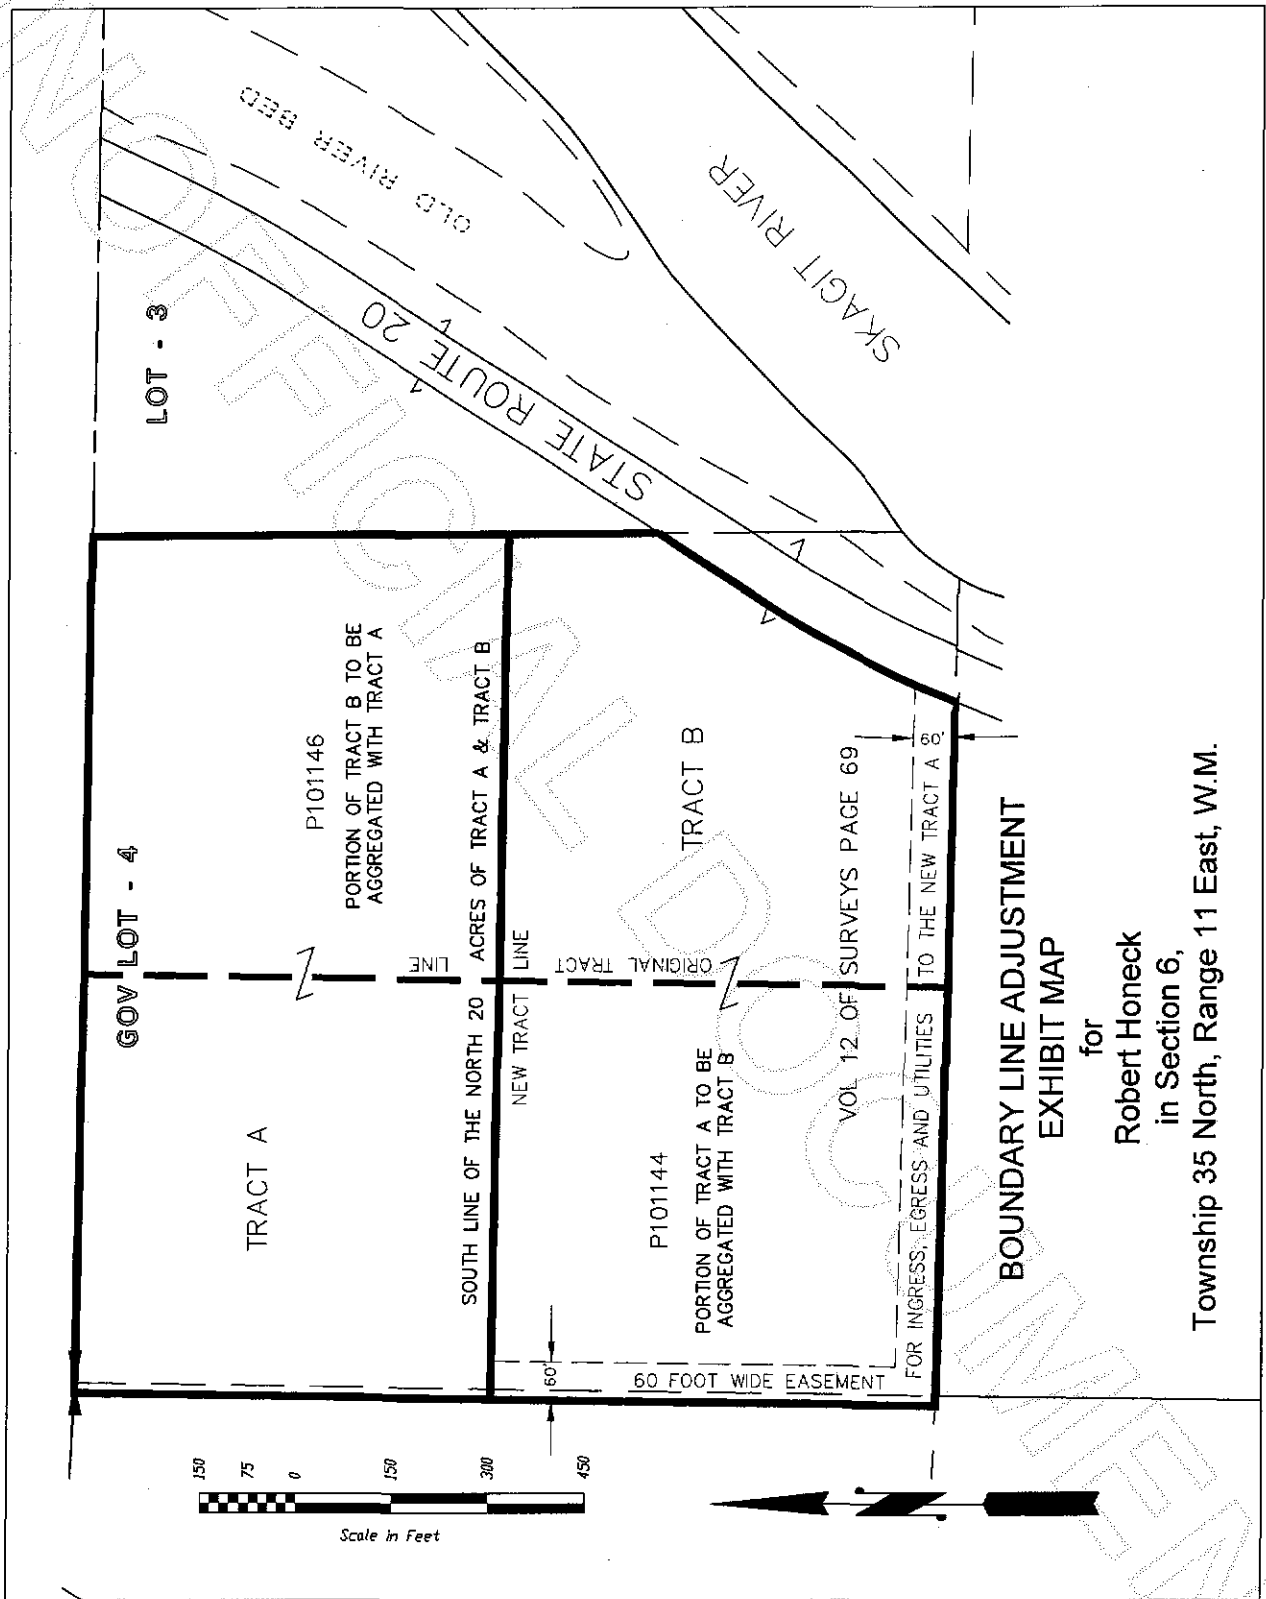 LOT - 3
OLD RIVER BED
SKAGIT RIVER
STATE ROUTE 20
GOV LOT - 4
TRACT A
P101146
PORTION OF TRACT B TO BE
AGGREGATED WITH TRACT A
LINE
SOUTH LINE OF THE NORTH 20 ACRES OF TRACT A & TRACT B
NEW TRACT LINE
ORIGINAL TRACT
P101144
PORTION OF TRACT A TO BE
AGGREGATED WITH TRACT B
TRACT B
VOL 12 OF SURVEYS PAGE 69
60'
60'
60 FOOT WIDE EASEMENT
FOR INGRESS, EGRESS AND UTILITIES TO THE NEW TRACT A
BOUNDARY LINE ADJUSTMENT
EXHIBIT MAP
for
Robert Honeck
in Section 6,
Township 35 North, Range 11 East, W.M.
150 75 0 150 300 450
Scale in Feet
UNOFFICIAL DOCUMENT